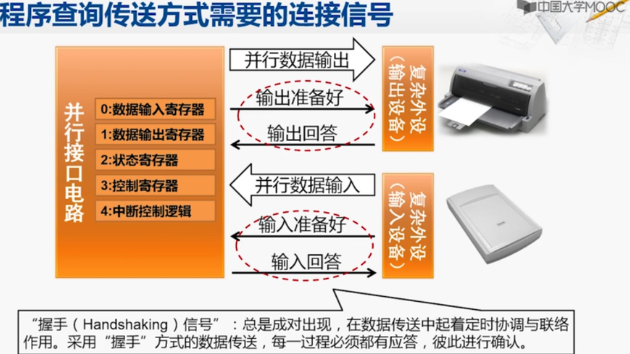 程序查询传送方式需要的连接信号
中国大学MOOC
并行接口电路
0:数据输入寄存器
1:数据输出寄存器
2:状态寄存器
3:控制寄存器
4:中断控制逻辑
并行数据输出
输出准备好
输出回答
复杂外设
（输出设备）
并行数据输入
输入准备好
输入回答
复杂外设
（输入设备）
“握手（Handshaking）信号”：总是成对出现，在数据传送中起着定时协调与联络
作用。采用“握手”方式的数据传送，每一过程必须都有应答，彼此进行确认。